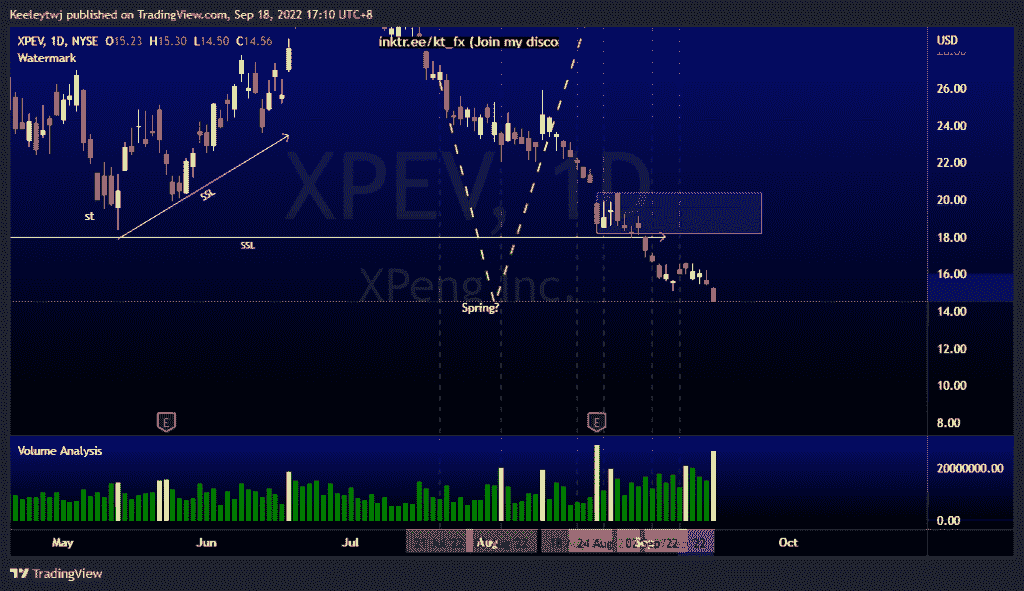 Keeleytwj published on TradingView.com, Sep 18, 2022 17:10 UTC+8
XPEV, 1D, NYSE O15.23 H15.30 L14.50 C14.56
Watermark
inktr.ee/kt_fx (Join my disco
USD
26.00
24.00
22.00
20.00
18.00
16.00
14.00
12.00
10.00
8.00
XPEV, 1D
XPeng Inc.
st
SSL
SSL
Spring?
E
E
Volume Analysis
20000000.00
0.00
May
Jun
Jul
Aug
24 Aug
Oct
TradingView